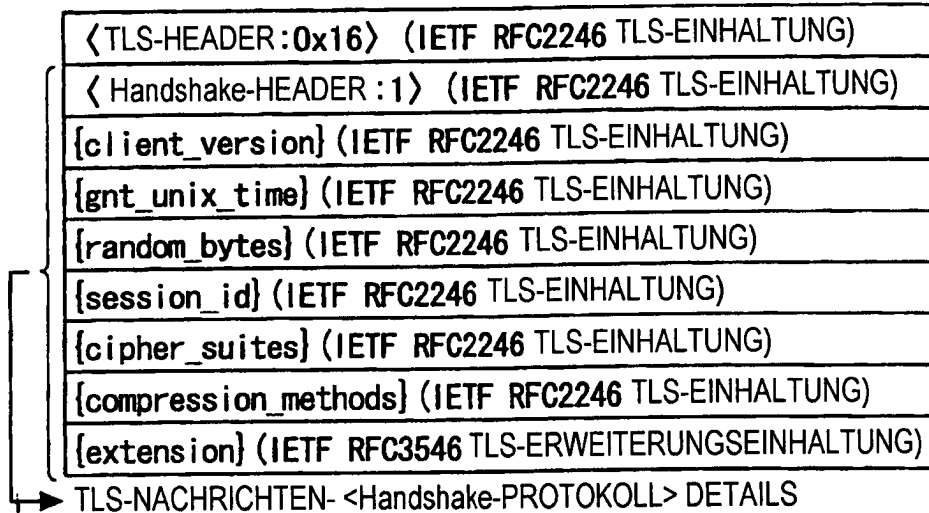 〈TLS-HEADER:0x16〉 (IETF RFC2246 TLS-EINHALTUNG)
〈Handshake-HEADER:1〉 (IETF RFC2246 TLS-EINHALTUNG)
{client_version} (IETF RFC2246 TLS-EINHALTUNG)
{gnt_unix_time} (IETF RFC2246 TLS-EINHALTUNG)
{random_bytes} (IETF RFC2246 TLS-EINHALTUNG)
{session_id} (IETF RFC2246 TLS-EINHALTUNG)
{cipher_suites} (IETF RFC2246 TLS-EINHALTUNG)
{compression_methods} (IETF RFC2246 TLS-EINHALTUNG)
{extension} (IETF RFC3546 TLS-ERWEITERUNGSEINHALTUNG)
TLS-NACHRICHTEN- <Handshake-PROTOKOLL> DETAILS